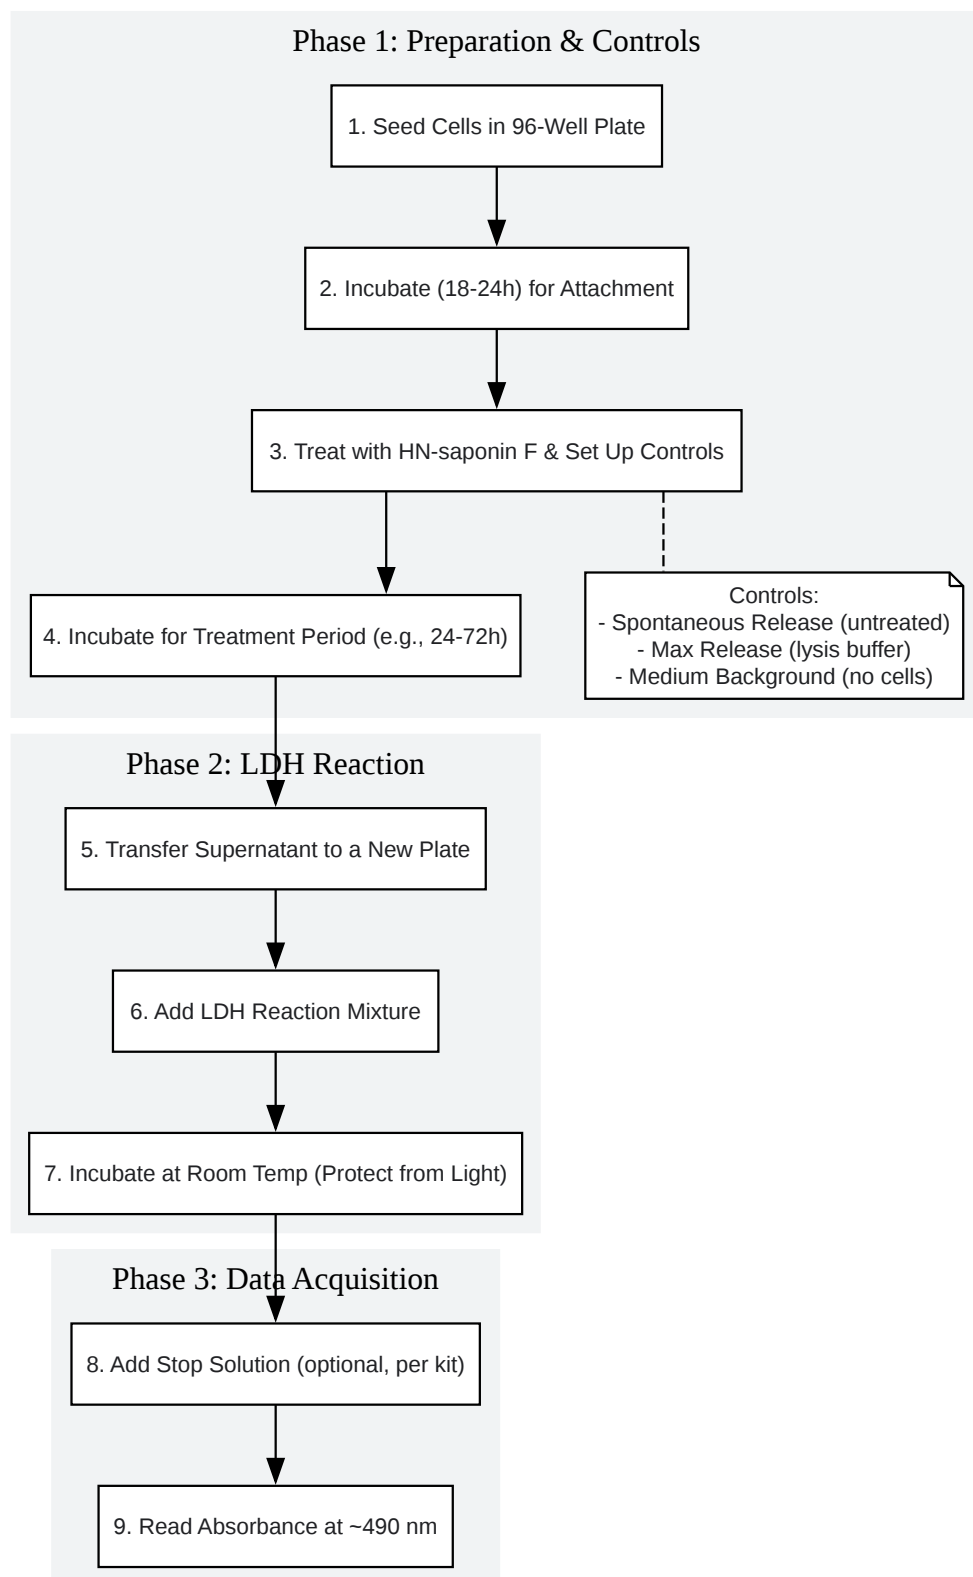 Phase 1: Preparation & Controls
1. Seed Cells in 96-Well Plate
2. Incubate (18-24h) for Attachment
3. Treat with HN-saponin F & Set Up Controls
4. Incubate for Treatment Period (e.g., 24-72h)
Controls:
- Spontaneous Release (untreated)
- Max Release (lysis buffer)
- Medium Background (no cells)
Phase 2: LDH Reaction
5. Transfer Supernatant to a New Plate
6. Add LDH Reaction Mixture
7. Incubate at Room Temp (Protect from Light)
Phase 3: Data Acquisition
8. Add Stop Solution (optional, per kit)
9. Read Absorbance at ~490 nm